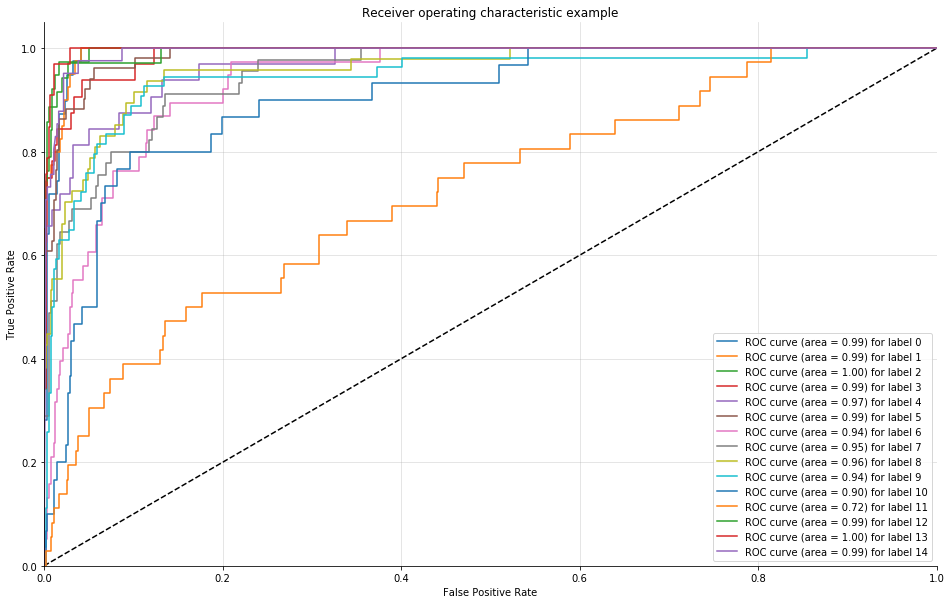 Receiver operating characteristic example
True Positive Rate
1.0
0.8
0.6
0.4
0.2
0.0
ROC curve (area = 0.99) for label 0
ROC curve (area = 0.99) for label 1
ROC curve (area = 1.00) for label 2
ROC curve (area = 0.99) for label 3
ROC curve (area = 0.97) for label 4
ROC curve (area = 0.99) for label 5
ROC curve (area = 0.94) for label 6
ROC curve (area = 0.95) for label 7
ROC curve (area = 0.96) for label 8
ROC curve (area = 0.94) for label 9
ROC curve (area = 0.90) for label 10
ROC curve (area = 0.72) for label 11
ROC curve (area = 0.99) for label 12
ROC curve (area = 1.00) for label 13
ROC curve (area = 0.99) for label 14
0.0 0.2 0.4 0.6 0.8 1.0
False Positive Rate